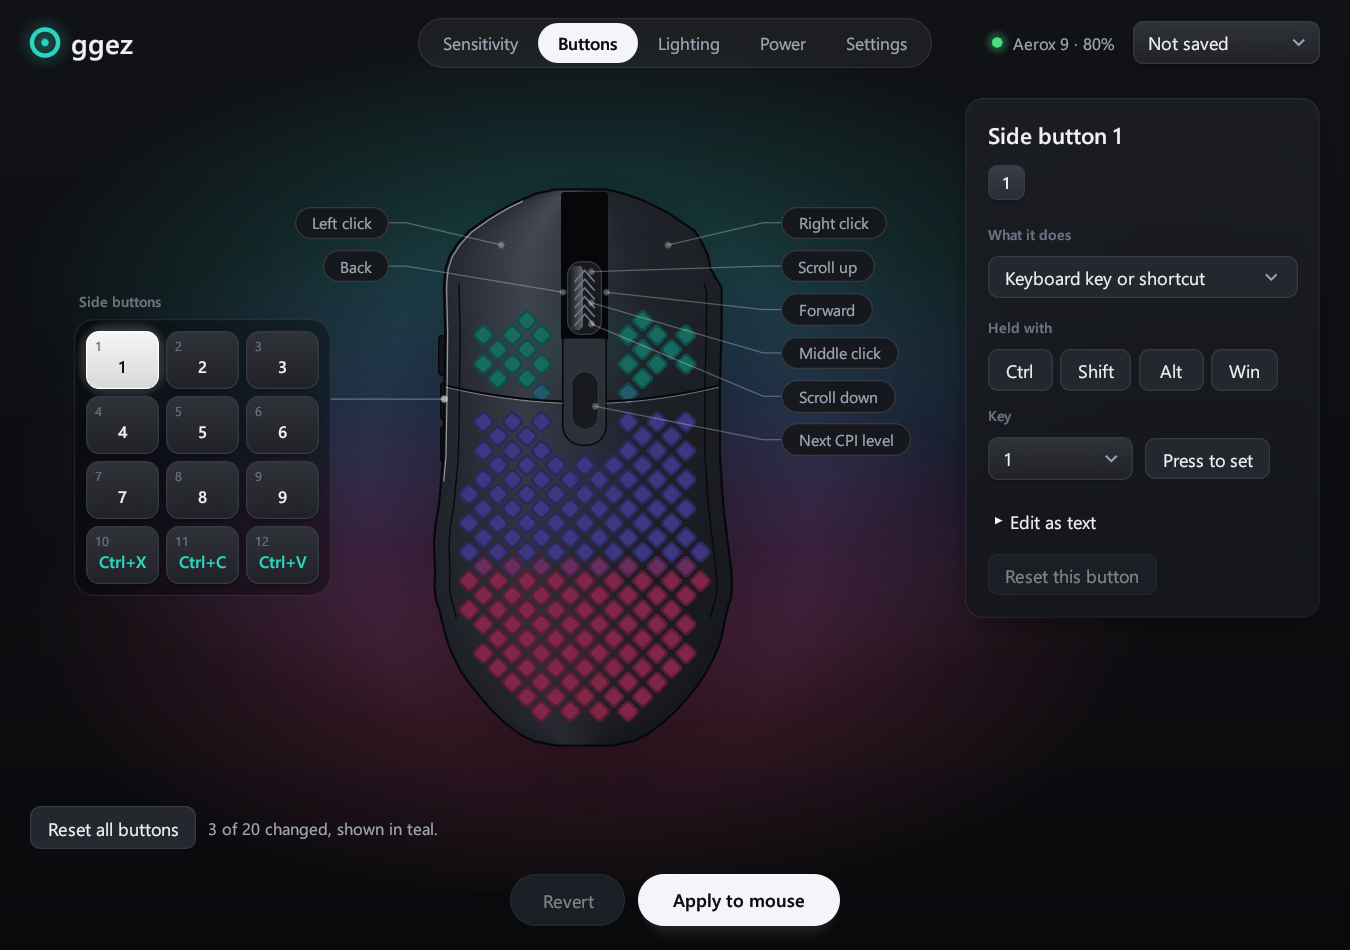 ggez
Sensitivity
Buttons
Lighting
Power
Settings
Aerox 9 · 80%
Not saved
Left click
Back
Right click
Scroll up
Forward
Middle click
Scroll down
Next CPI level
Side buttons
1
1
2
2
3
3
4
4
5
5
6
6
7
7
8
8
9
9
10
Ctrl+X
11
Ctrl+C
12
Ctrl+V
Side button 1
1
What it does
Keyboard key or shortcut
Held with
Ctrl
Shift
Alt
Win
Key
1
Press to set
Edit as text
Reset this button
Reset all buttons
3 of 20 changed, shown in teal.
Revert
Apply to mouse